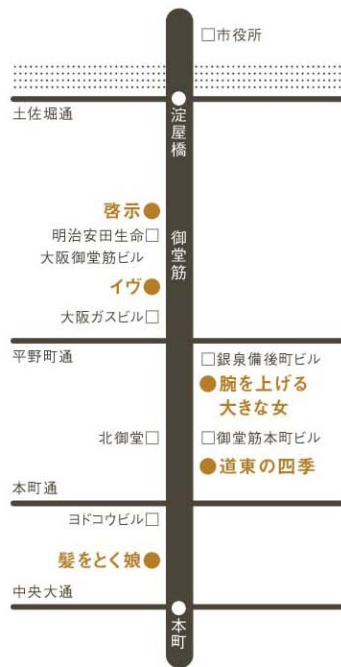 □市役所
土佐堀通
淀屋橋
啓示●
明治安田生命□
大阪御堂筋ビル
御堂筋
イヴ●
大阪ガスビル□
平野町通
□銀泉備後町ビル
●腕を上げる
大きな女
北御堂□
□御堂筋本町ビル
●道東の四季
本町通
ヨドコウビル□
髪をとく娘●
中央大通
本町